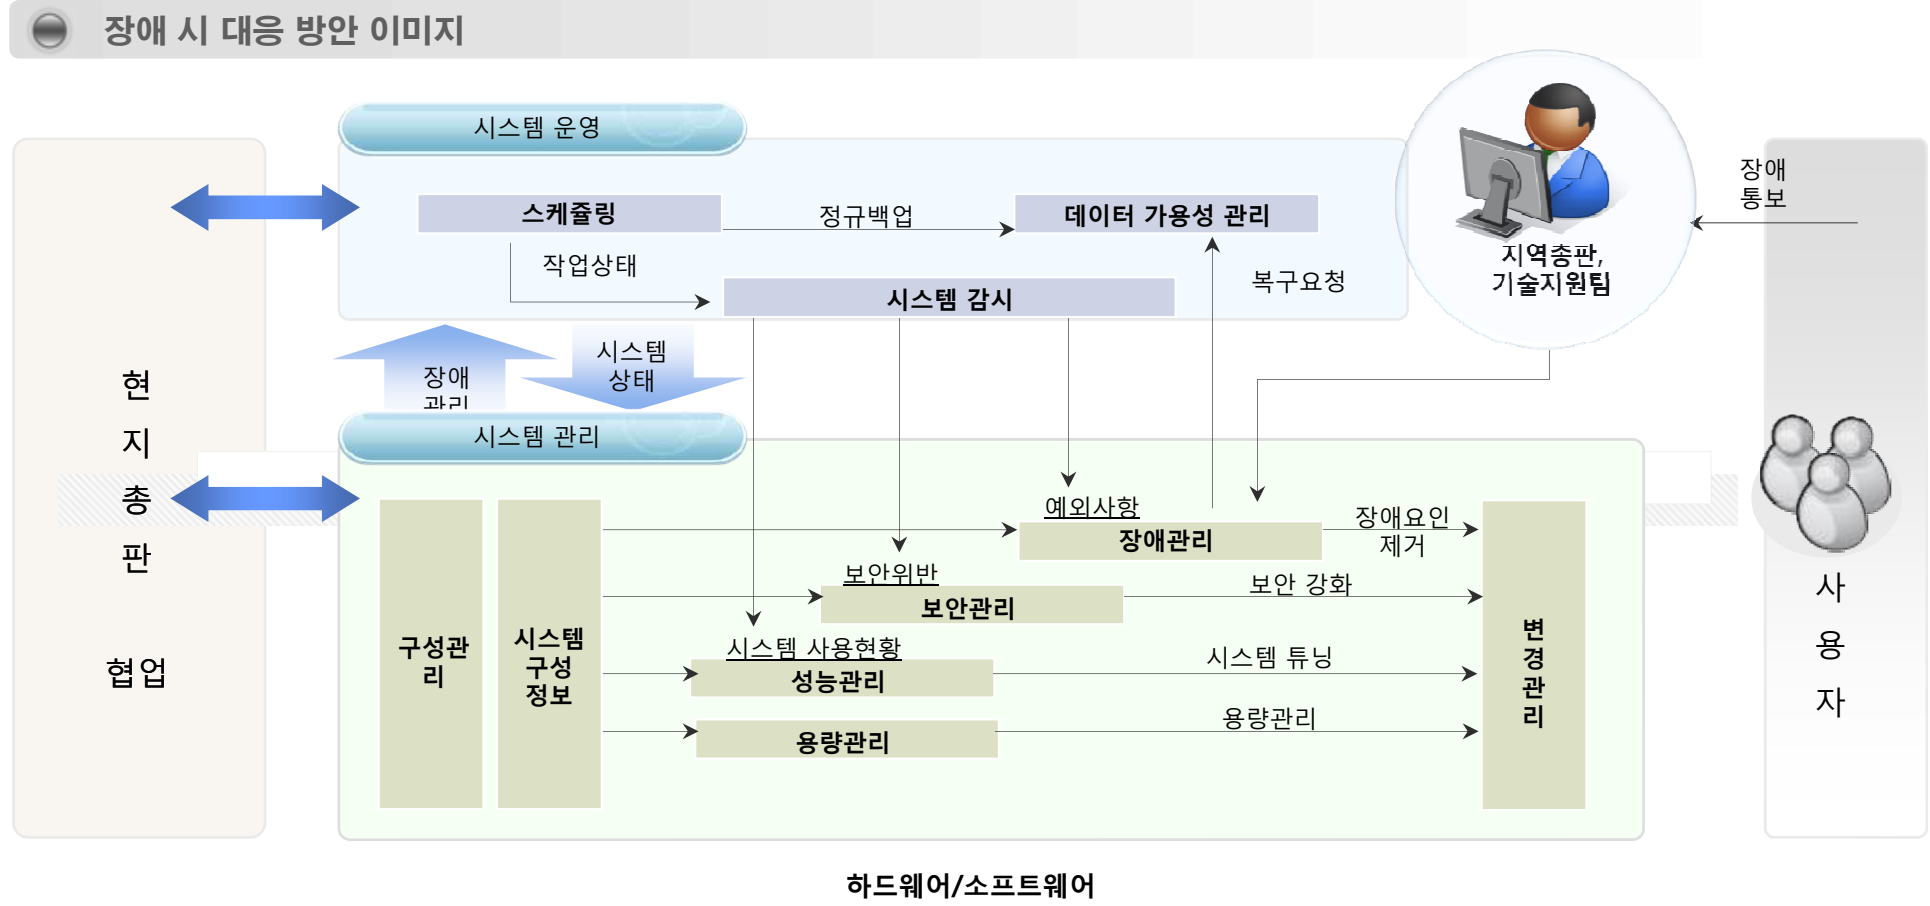 장애 시 대응 방안 이미지
시스템 운영
스케쥴링
정규백업
데이터 가용성 관리
작업상태
시스템 감시
복구요청
지역총판,
기술지원팀
장애
통보
장애
관리
시스템
상태
현
지
총
판
협업
시스템 관리
구성관
리
시스템
구성
정보
예외사항
장애관리
장애요인
제거
보안위반
보안관리
보안 강화
시스템 사용현황
성능관리
시스템 튜닝
용량관리
용량관리
변
경
관
리
사
용
자
하드웨어/소프트웨어